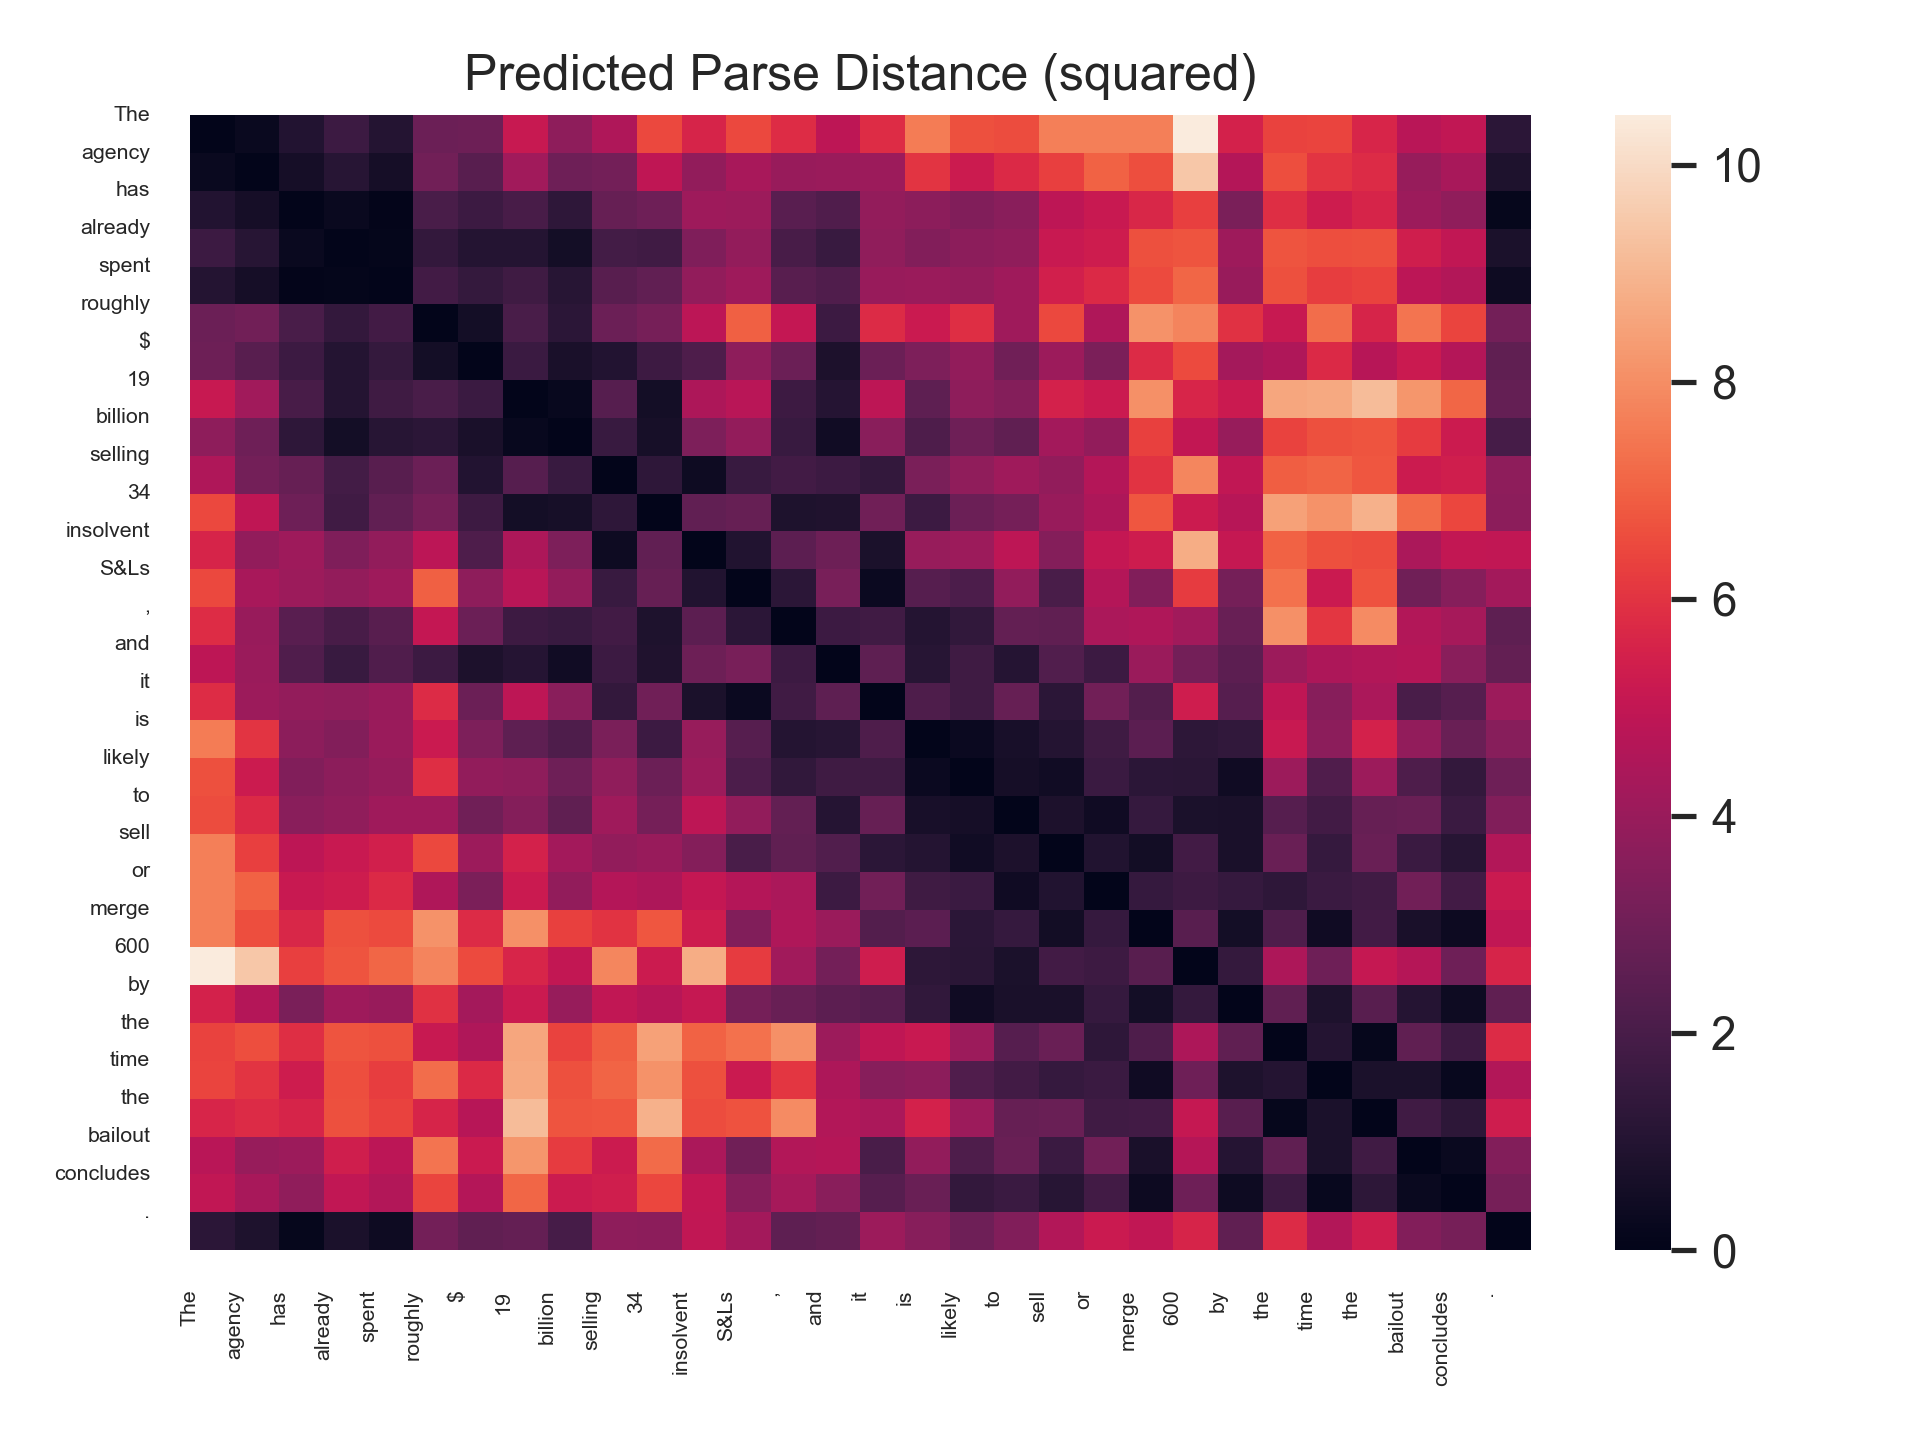 Predicted Parse Distance (squared)
The
agency
has
already
spent
roughly
$
19
billion
selling
34
insolvent
S&Ls
,
and
it
is
likely
to
sell
or
merge
600
by
the
time
the
bailout
concludes
.
10
8
6
4
2
0
The
agency
has
already
spent
roughly
$
19
billion
selling
34
insolvent
S&Ls
,
and
it
is
likely
to
sell
or
merge
600
by
the
time
the
bailout
concludes
.